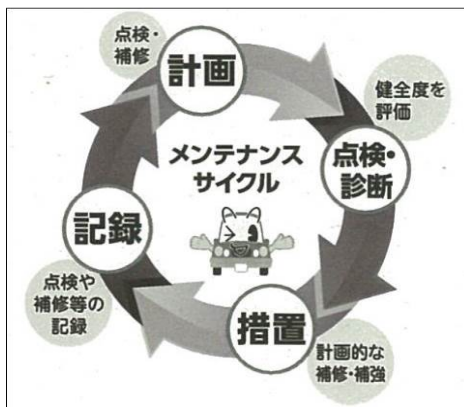 点検・
補修
計画
健全度を
評価
点検・
診断
メンテナンス
サイクル
記録
点検や
補修等の
記録
措置
計画的な
補修・補強